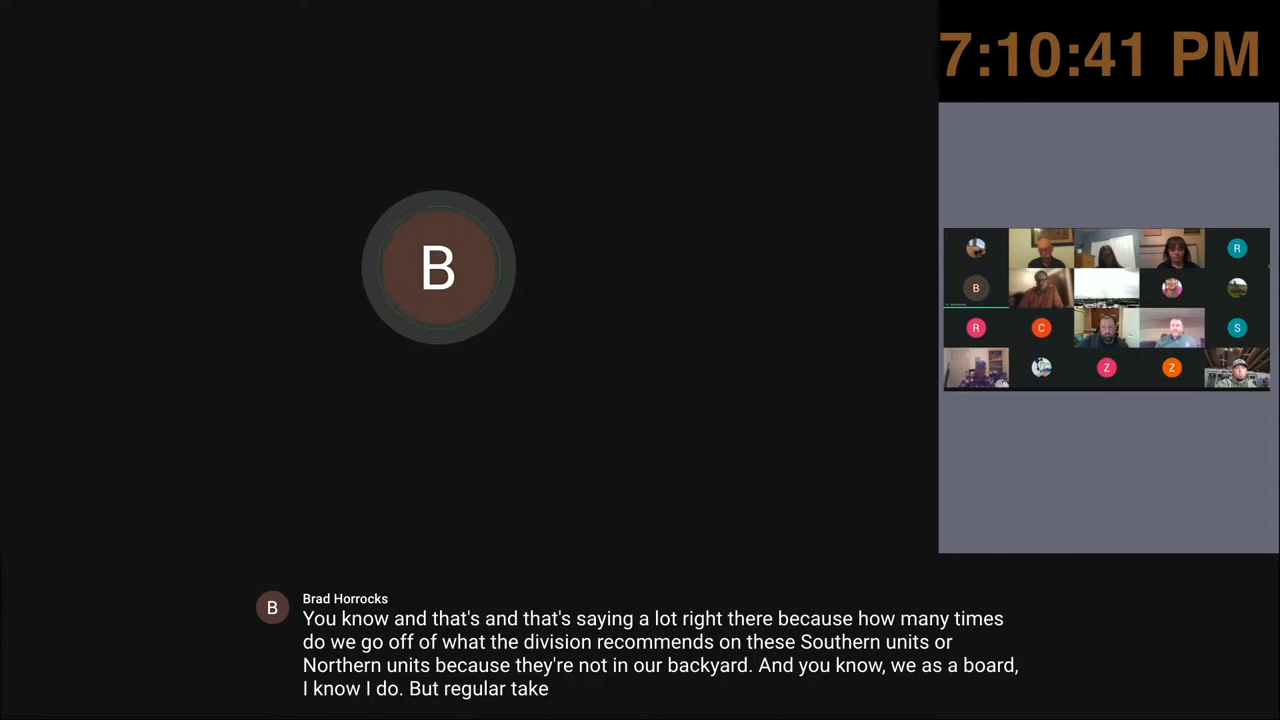 7:10:41 PM
B
R
B
R
C
S
Z
Z
B
Brad Horrocks
You know and that's and that's saying a lot right there because how many times
do we go off of what the division recommends on these Southern units or
Northern units because they're not in our backyard. And you know, we as a board,
I know I do. But regular take